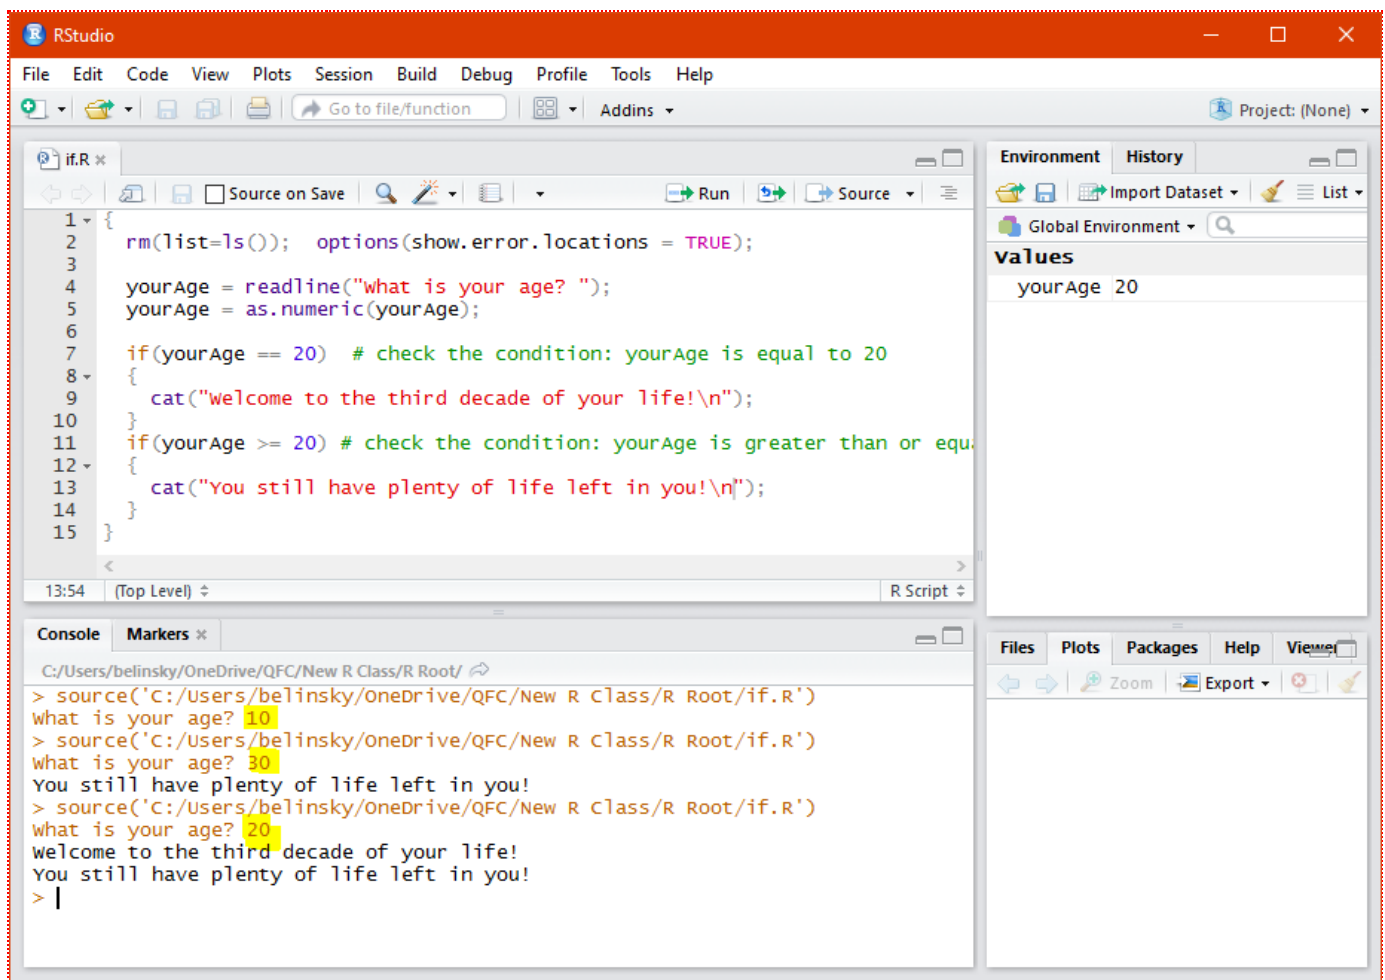 RStudio
File Edit Code View Plots Session Build Debug Profile Tools Help
Go to file/function Addins Project: (None)
if.R
Source on Save Run Source
1 {
2 rm(list=ls()); options(show.error.locations = TRUE);
3
4 yourAge = readline("What is your age? ");
5 yourAge = as.numeric(yourAge);
6
7 if(yourAge == 20) # check the condition: yourAge is equal to 20
8 {
9 cat("Welcome to the third decade of your life!\n");
10 }
11 if(yourAge >= 20) # check the condition: yourAge is greater than or equ
12 {
13 cat("You still have plenty of life left in you!\n");
14 }
15 }
13:54 (Top Level) R Script
Console Markers
C:/Users/belinsky/OneDrive/QFC/New R Class/R Root/
> source('C:/Users/belinsky/OneDrive/QFC/New R Class/R Root/if.R')
What is your age? 10
> source('C:/Users/belinsky/OneDrive/QFC/New R Class/R Root/if.R')
What is your age? 30
You still have plenty of life left in you!
> source('C:/Users/belinsky/OneDrive/QFC/New R Class/R Root/if.R')
What is your age? 20
Welcome to the third decade of your life!
You still have plenty of life left in you!
>
Environment History
Import Dataset List
Global Environment
Values
yourAge 20
Files Plots Packages Help Viewer
Zoom Export